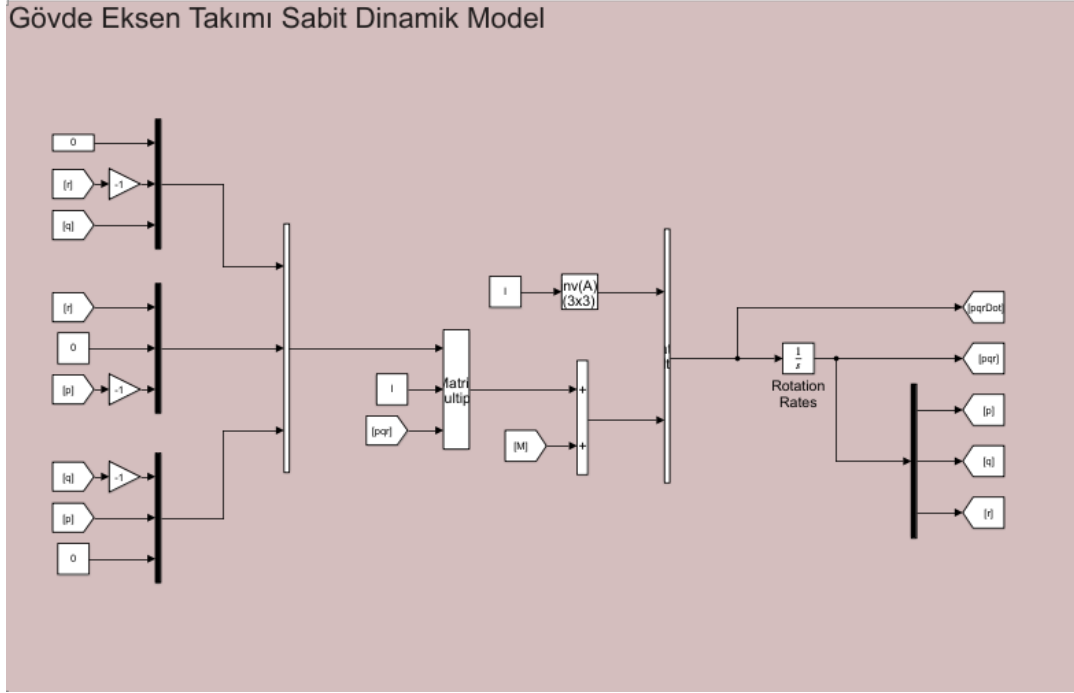 Gövde Eksen Takımı Sabit Dinamik Model
0
[r]
-1
[q]
[r]
0
[p]
-1
[q]
-1
[p]
0
I
nv(A)
(3x3)
I
[pqr]
Matri
ultip
[M]
+
+
1
s
Rotation
Rates
[pqrDot]
[pqr]
[p]
[q]
[r]